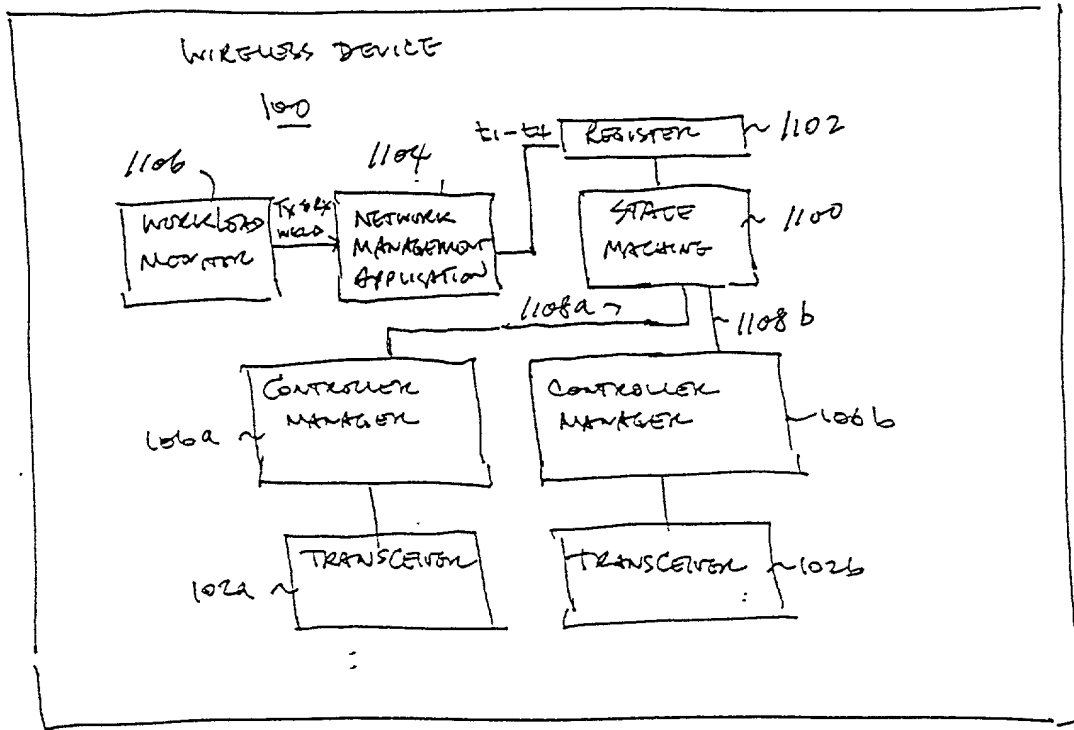 WIRELESS DEVICE
100
1106
1104
t1-t4
REGISTER
1102
WORKLOAD
MONITOR
TX & RX
WKLD
NETWORK
MANAGEMENT
APPLICATION
STATE
MACHINE
1100
1108a
1108b
CONTROLLER
MANAGER
106a
CONTROLLER
MANAGER
106b
TRANSCEIVER
102a
TRANSCEIVER
102b